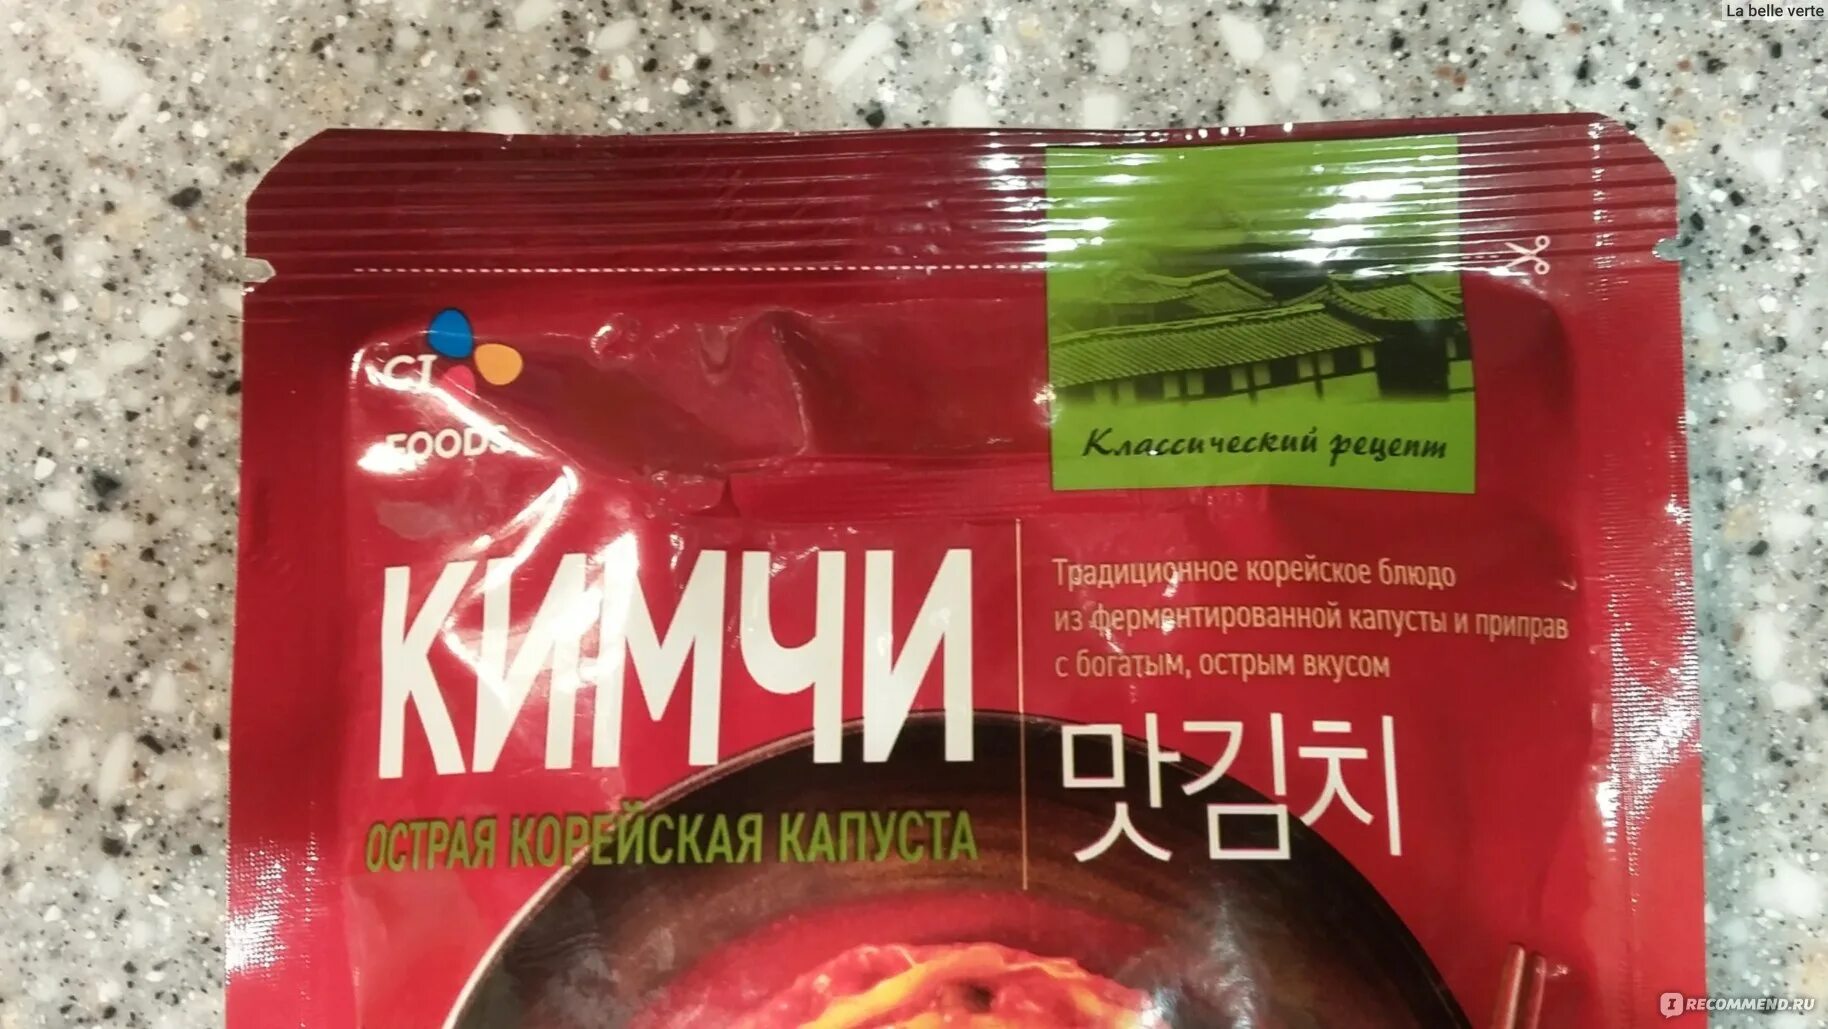 La belle verte
CJ
FOODS
Классический рецепт
КИМЧИ
ОСТРАЯ КОРЕЙСКАЯ КАПУСТА
Традиционное корейское блюдо
из ферментированной капусты и приправ
с богатым, острым вкусом
맛김치
IRECOMMEND.RU